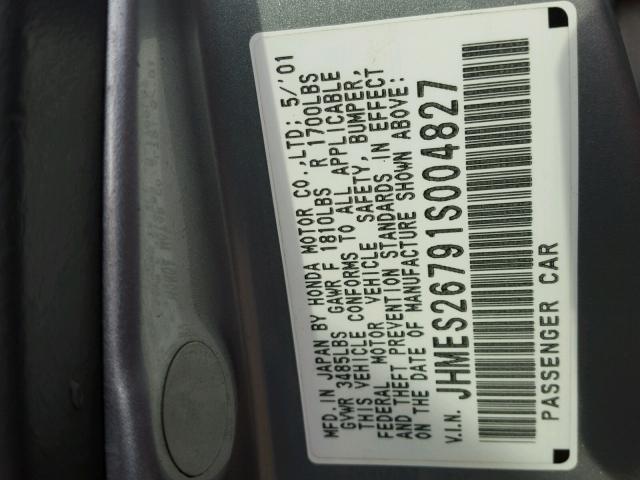 MFD. IN JAPAN BY HONDA MOTOR CO.,LTD; 5/'01
GVWR 3485LBS GAWR F 1810LBS R 1700LBS
THIS VEHICLE CONFORMS TO ALL APPLICABLE
FEDERAL MOTOR VEHICLE SAFETY, BUMPER,
AND THEFT PREVENTION STANDARDS IN EFFECT
ON THE DATE OF MANUFACTURE SHOWN ABOVE:
V.I.N. JHMES26791S004827
PASSENGER CAR